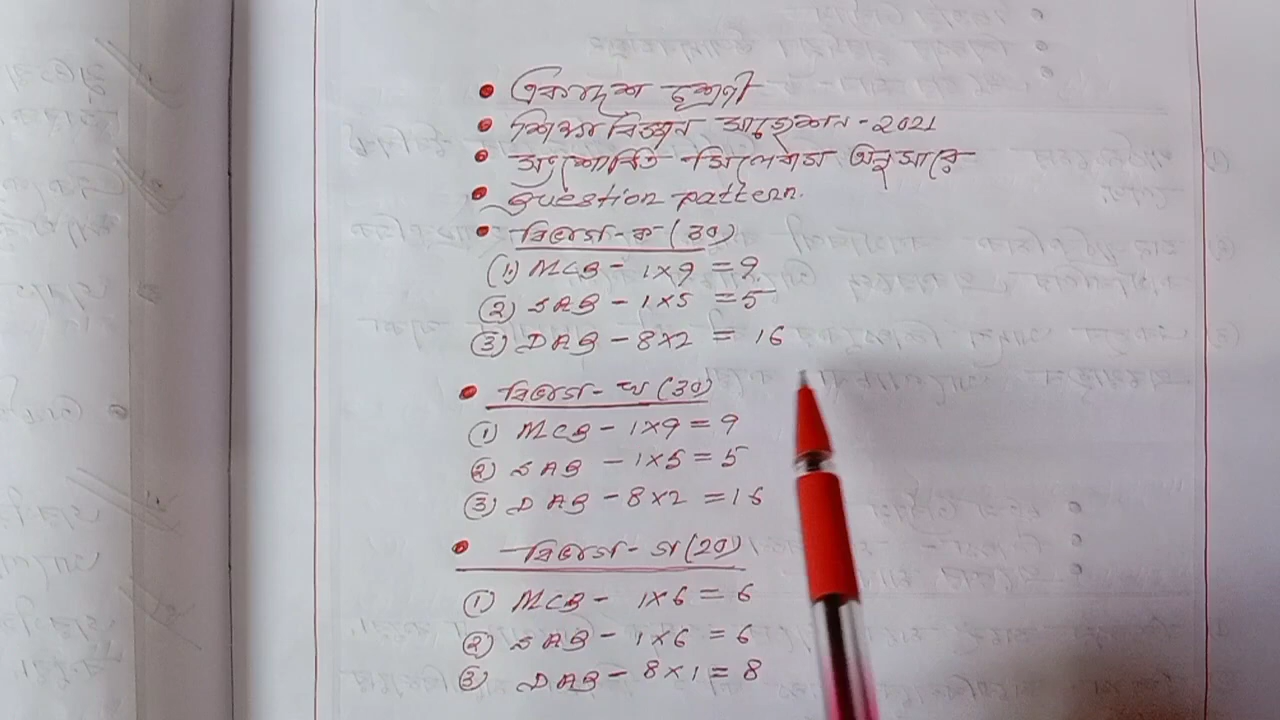 • একাদশ শ্রেণী
• শিক্ষাবিজ্ঞান সাজেশান - 2021
• সংশোধিত সিলেবাস অনুসারে
• Question pattern.
• বিভাগ - ক (30)
(1) MCQ - 1×9 = 9
(2) SAQ - 1×5 = 5
(3) DAQ - 8×2 = 16
• বিভাগ - খ (30)
(1) MCQ - 1×9 = 9
(2) SAQ - 1×5 = 5
(3) DAQ - 8×2 = 16
• বিভাগ - গ (20)
(1) MCQ - 1×6 = 6
(2) SAQ - 1×6 = 6
(3) DAQ - 8×1 = 8